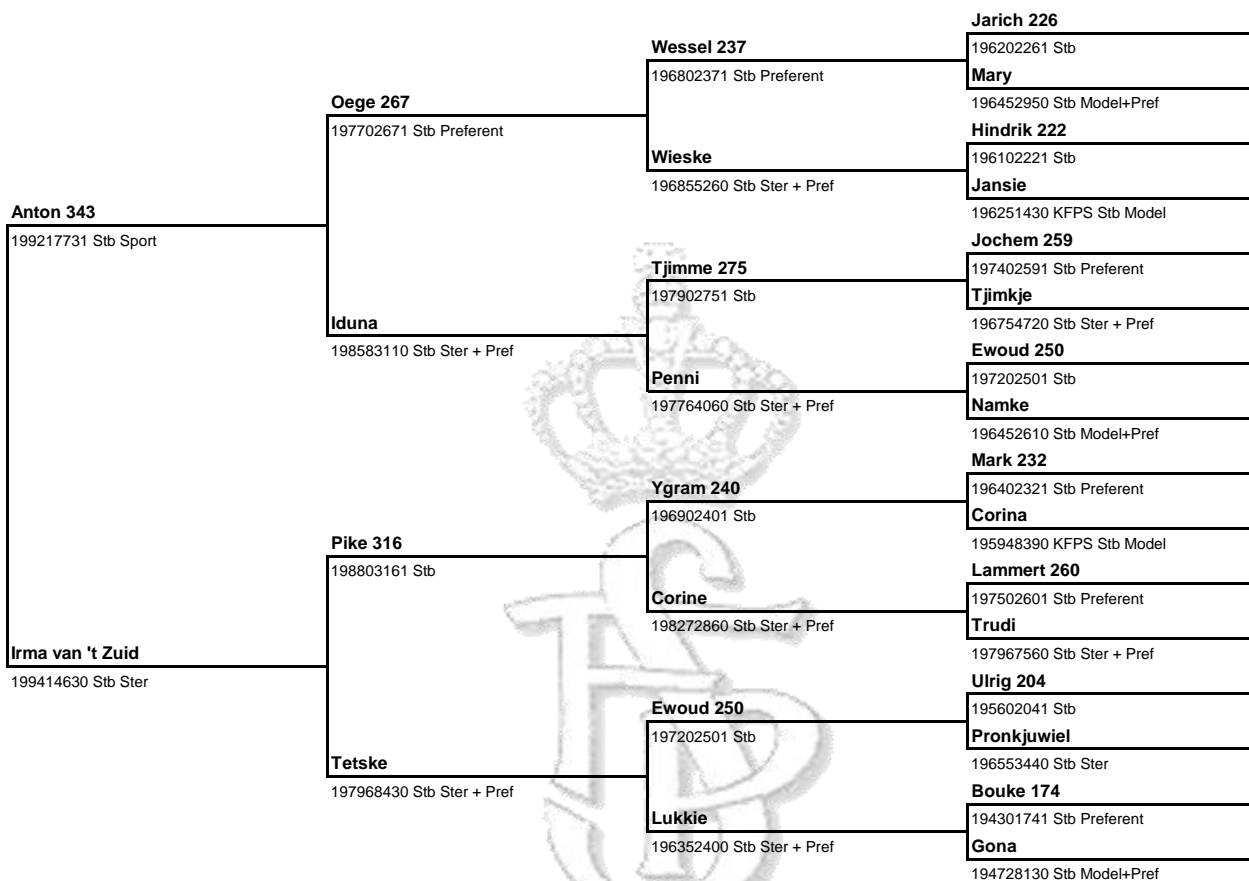 Jarich 226
Wessel 237
196202261 Stb
196802371 Stb Preferent
Mary
Oege 267
196452950 Stb Model+Pref
197702671 Stb Preferent
Hindrik 222
Wieske
196102221 Stb
196855260 Stb Ster + Pref
Jansie
Anton 343
196251430 KFPS Stb Model
199217731 Stb Sport
Jochem 259
Tjimme 275
197402591 Stb Preferent
197902751 Stb
Tjimkje
Iduna
196754720 Stb Ster + Pref
198583110 Stb Ster + Pref
Ewoud 250
Penni
197202501 Stb
197764060 Stb Ster + Pref
Namke
196452610 Stb Model+Pref
Mark 232
Ygram 240
196402321 Stb Preferent
196902401 Stb
Corina
Pike 316
195948390 KFPS Stb Model
198803161 Stb
Lammert 260
Corine
197502601 Stb Preferent
198272860 Stb Ster + Pref
Trudi
Irma van 't Zuid
197967560 Stb Ster + Pref
199414630 Stb Ster
Ulrig 204
Ewoud 250
195602041 Stb
197202501 Stb
Pronkjuwiel
Tetske
196553440 Stb Ster
197968430 Stb Ster + Pref
Bouke 174
Lukkie
194301741 Stb Preferent
196352400 Stb Ster + Pref
Gona
194728130 Stb Model+Pref